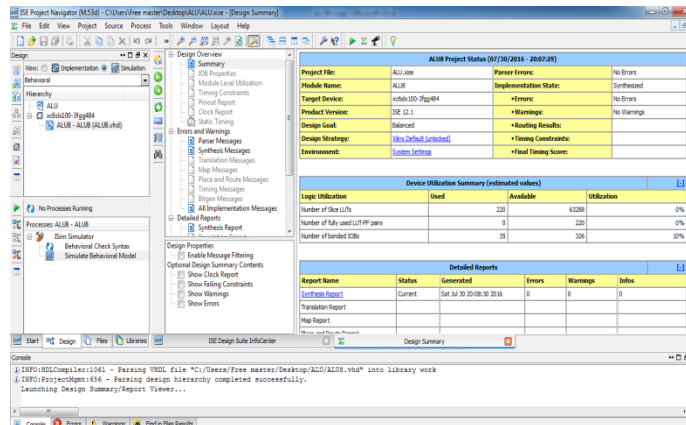 ISE Project Navigator (M.53d) - C:\Users\Free master\Desktop\ALU\ALU.xise - [Design Summary]
File Edit View Project Source Process Tools Window Layout Help
Design
View: Implementation Simulation
Behavioral
Hierarchy
ALU
xc6slx100-3fgg484
ALU8 - ALU8 (ALU8.vhd)
No Processes Running
Processes: ALU8 - ALU8
ISim Simulator
Behavioral Check Syntax
Simulate Behavioral Model
Start Design Files Libraries
Design Overview
Summary
IOB Properties
Module Level Utilization
Timing Constraints
Pinout Report
Clock Report
Static Timing
Errors and Warnings
Parser Messages
Synthesis Messages
Translation Messages
Map Messages
Place and Route Messages
Timing Messages
Bitgen Messages
All Implementation Messages
Detailed Reports
Synthesis Report
Design Properties
Enable Message Filtering
Optional Design Summary Contents
Show Clock Report
Show Failing Constraints
Show Warnings
Show Errors
ALU8 Project Status (07/30/2016 - 20:07:29)
Project File: ALU.xise Parser Errors: No Errors
Module Name: ALU8 Implementation State: Synthesized
Target Device: xc6slx100-3fgg484 •Errors: No Errors
Product Version: ISE 12.1 •Warnings: No Warnings
Design Goal: Balanced •Routing Results:
Design Strategy: Xilinx Default (unlocked) •Timing Constraints:
Environment: System Settings •Final Timing Score:
Device Utilization Summary (estimated values) [-]
Logic Utilization Used Available Utilization
Number of Slice LUTs 220 63288 0%
Number of fully used LUT-FF pairs 0 220 0%
Number of bonded IOBs 35 326 10%
Detailed Reports [-]
Report Name Status Generated Errors Warnings Infos
Synthesis Report Current Sat Jul 30 20:08:30 2016 0 0 0
Translation Report
Map Report
Place and Route Report
ISE Design Suite InfoCenter Design Summary
Console
INFO:HDLCompiler:1061 - Parsing VHDL file "C:/Users/Free master/Desktop/ALU/ALU8.vhd" into library work
INFO:ProjectMgmt:656 - Parsing design hierarchy completed successfully.
Launching Design Summary/Report Viewer...
Console Errors Warnings Find in Files Results